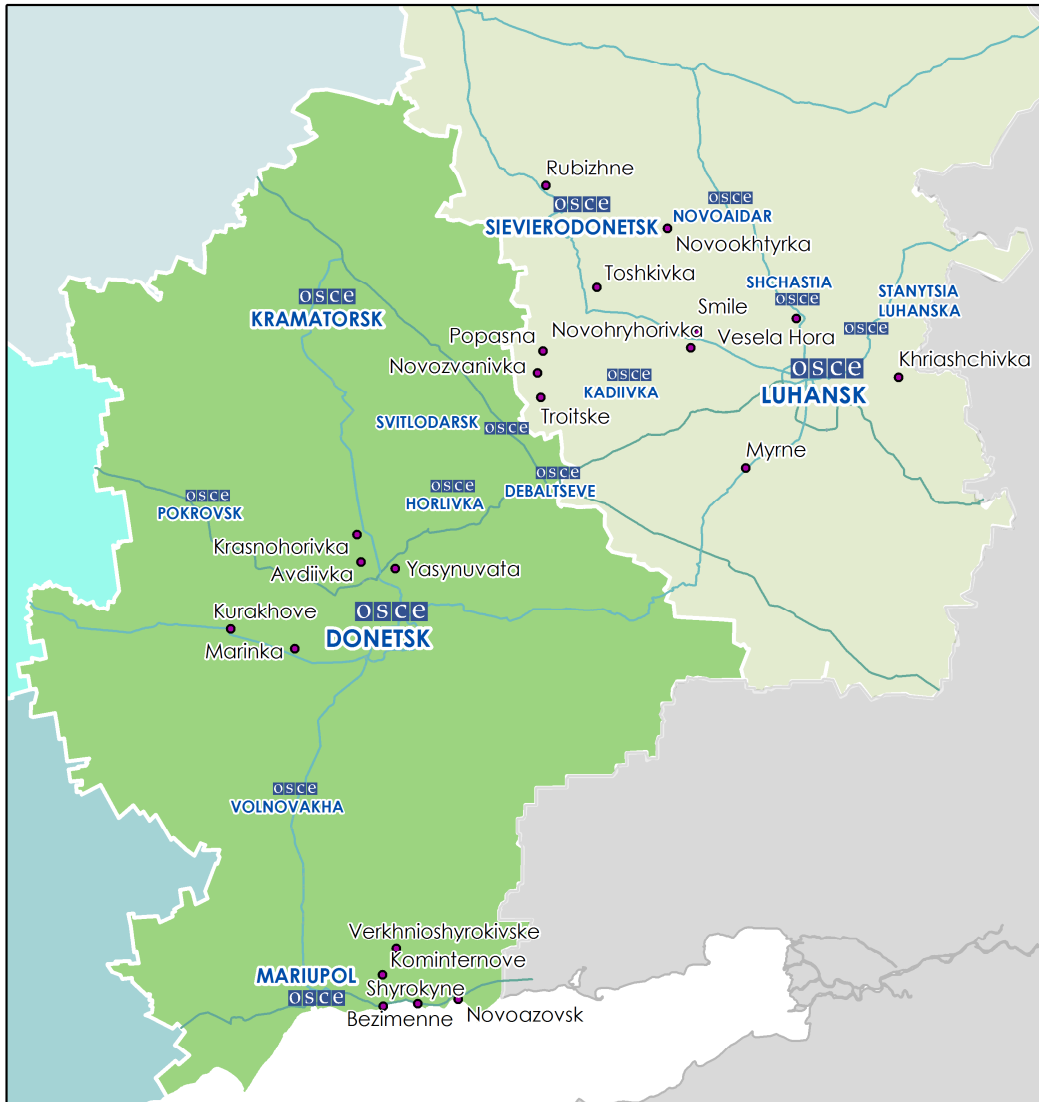 Rubizhne
osce
SIEVIERODONETSK
osce
NOVOAIDAR
Novookhtyrka
Toshkivka
SHCHASTIA
osce
STANYTSIA
LUHANSKA
osce
osce
KRAMATORSK
Smile
Novohryhorivka
Vesela Hora
Popasna
Novozvanivka
osce
KADIIVKA
osce
LUHANSK
Khriashchivka
Troitske
SVITLODARSK
osce
Myrne
osce
DEBALTSEVE
osce
HORLIVKA
osce
POKROVSK
Krasnohorivka
Avdiivka
Yasynuvata
Kurakhove
osce
DONETSK
Marinka
osce
VOLNOVAKHA
Verkhnioshyrokivske
Kominternove
MARIUPOL
osce
Shyrokyne
Bezimenne
Novoazovsk